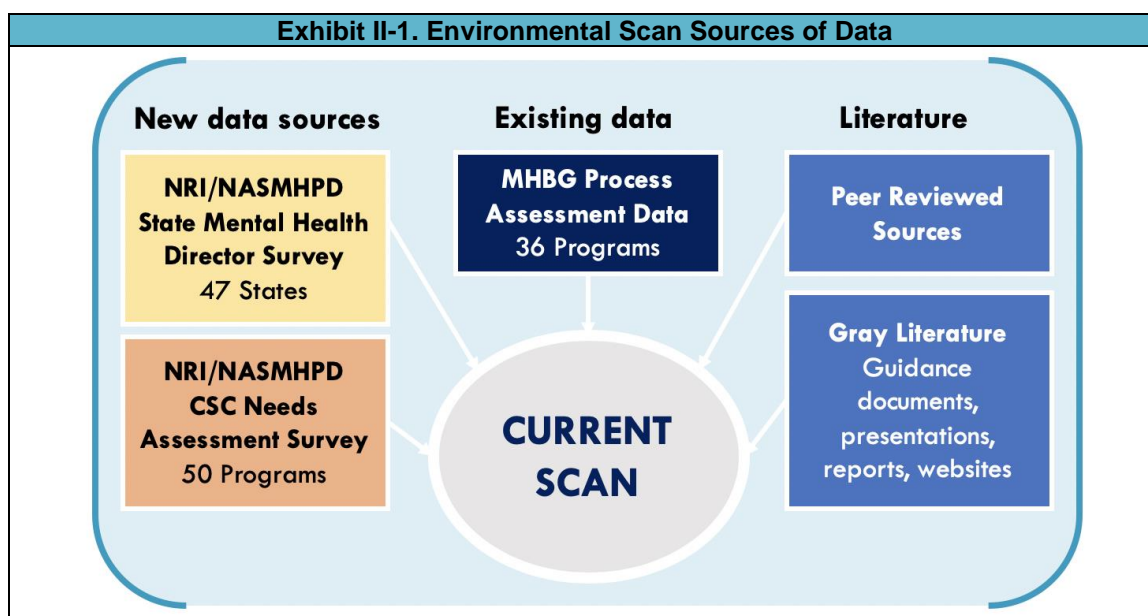 Exhibit II-1. Environmental Scan Sources of Data
New data sources
NRI/NASMHPD
State Mental Health
Director Survey
47 States
NRI/NASMHPD
CSC Needs
Assessment Survey
50 Programs
Existing data
MHBG Process
Assessment Data
36 Programs
CURRENT
SCAN
Literature
Peer Reviewed
Sources
Gray Literature
Guidance
documents,
presentations,
reports, websites